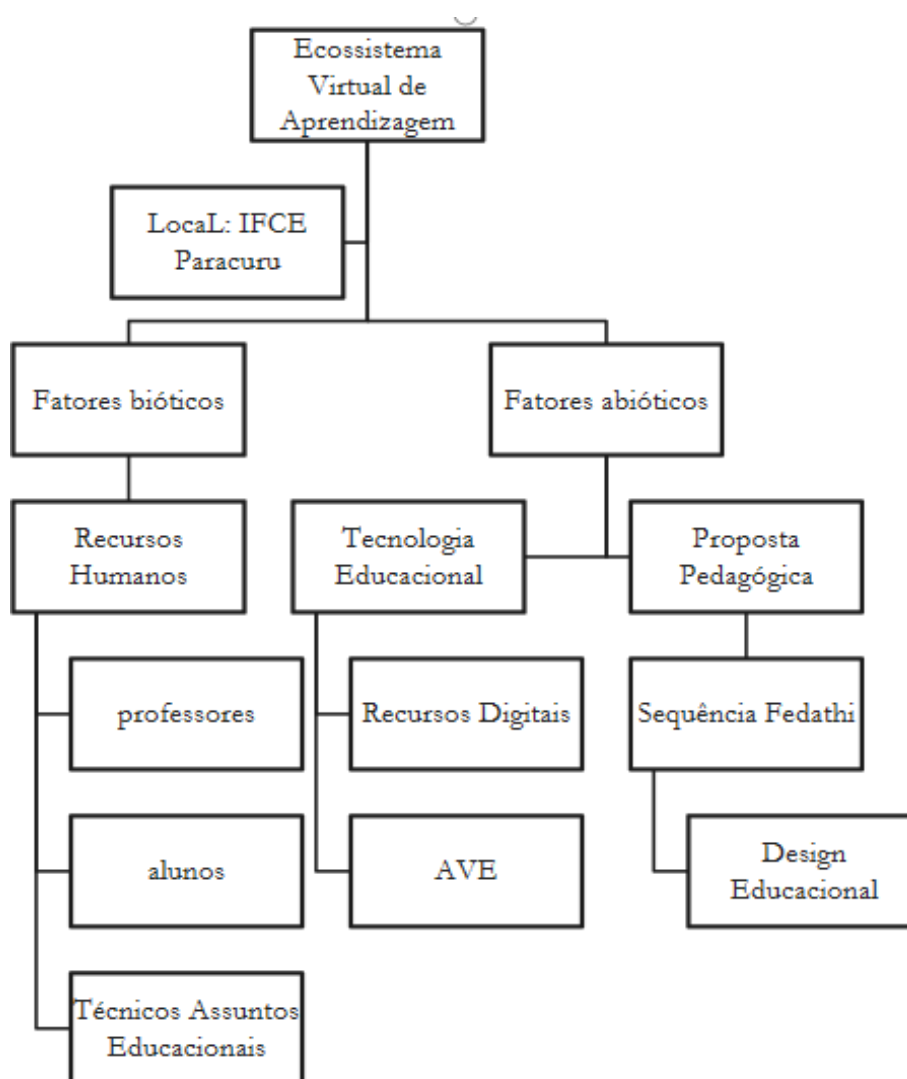 Ecossistema
Virtual de
Aprendizagem
LocaL: IFCE
Paracuru
Fatores bióticos
Fatores abióticos
Recursos
Humanos
Tecnologia
Educacional
Proposta
Pedagógica
professores
Recursos Digitais
Sequência Fedathi
alunos
AVE
Design
Educacional
Técnicos Assuntos
Educacionais